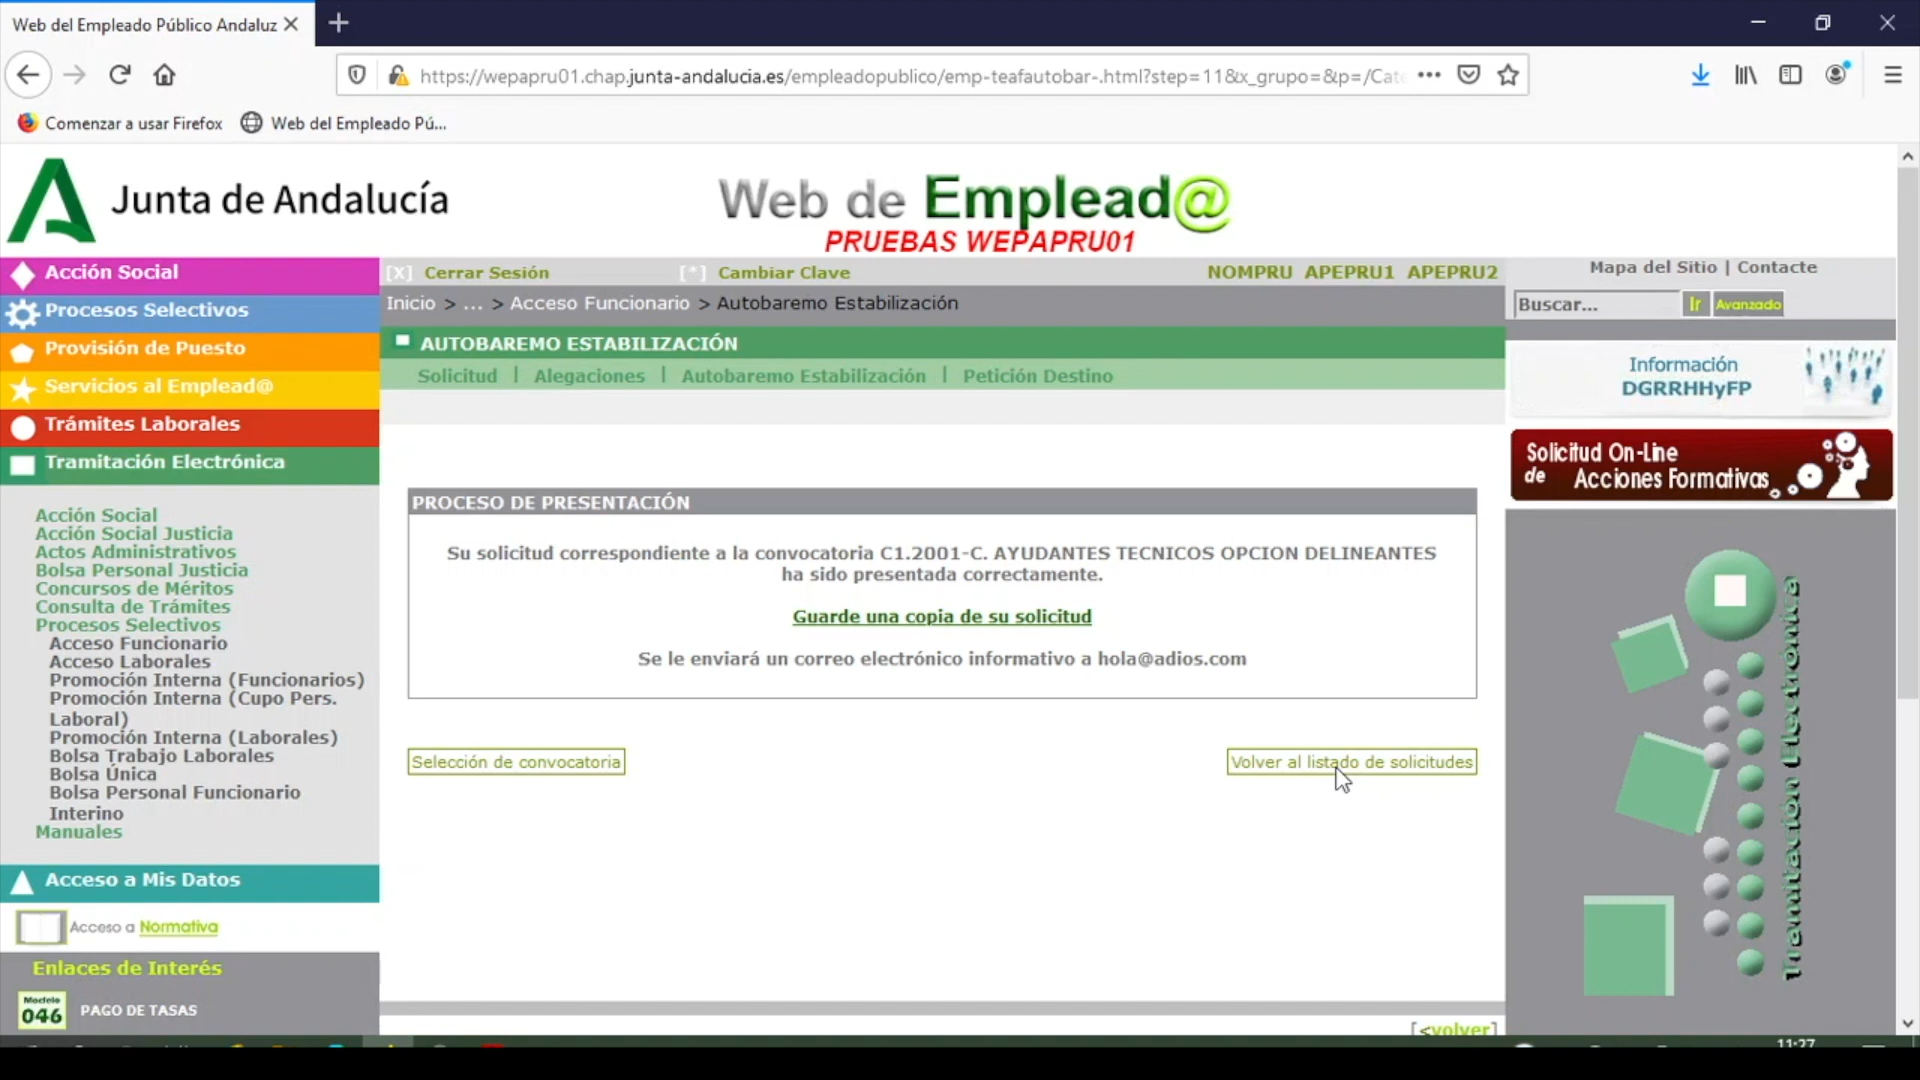 Web del Empleado Público Andaluz
https://wepapru01.chap.junta-andalucia.es/empleadopublico/emp-teafautobar-.html?step=11&x_grupo=&p=/Cate
Comenzar a usar Firefox
Web del Empleado Pú...
Junta de Andalucía
Web de Emplead@
PRUEBAS WEPAPRU01
Acción Social
Procesos Selectivos
Provisión de Puesto
Servicios al Emplead@
Trámites Laborales
Tramitación Electrónica
Acción Social
Acción Social Justicia
Actos Administrativos
Bolsa Personal Justicia
Concursos de Méritos
Consulta de Trámites
Procesos Selectivos
Acceso Funcionario
Acceso Laborales
Promoción Interna (Funcionarios)
Promoción Interna (Cupo Pers.
Laboral)
Promoción Interna (Laborales)
Bolsa Trabajo Laborales
Bolsa Única
Bolsa Personal Funcionario
Interino
Manuales
Acceso a Mis Datos
Acceso a Normativa
Enlaces de Interés
Modelo
046
PAGO DE TASAS
[X] Cerrar Sesión
[*] Cambiar Clave
NOMPRU APEPRU1 APEPRU2
Inicio > ... > Acceso Funcionario > Autobaremo Estabilización
AUTOBAREMO ESTABILIZACIÓN
Solicitud | Alegaciones | Autobaremo Estabilización | Petición Destino
PROCESO DE PRESENTACIÓN
Su solicitud correspondiente a la convocatoria C1.2001-C. AYUDANTES TECNICOS OPCION DELINEANTES
ha sido presentada correctamente.
Guarde una copia de su solicitud
Se le enviará un correo electrónico informativo a hola@adios.com
Selección de convocatoria
Volver al listado de solicitudes
[<volver]
Mapa del Sitio | Contacte
Buscar...
Ir
Avanzado
Información
DGRRHHyFP
Solicitud On-Line
de Acciones Formativas
Tramitación Electrónica
11:27